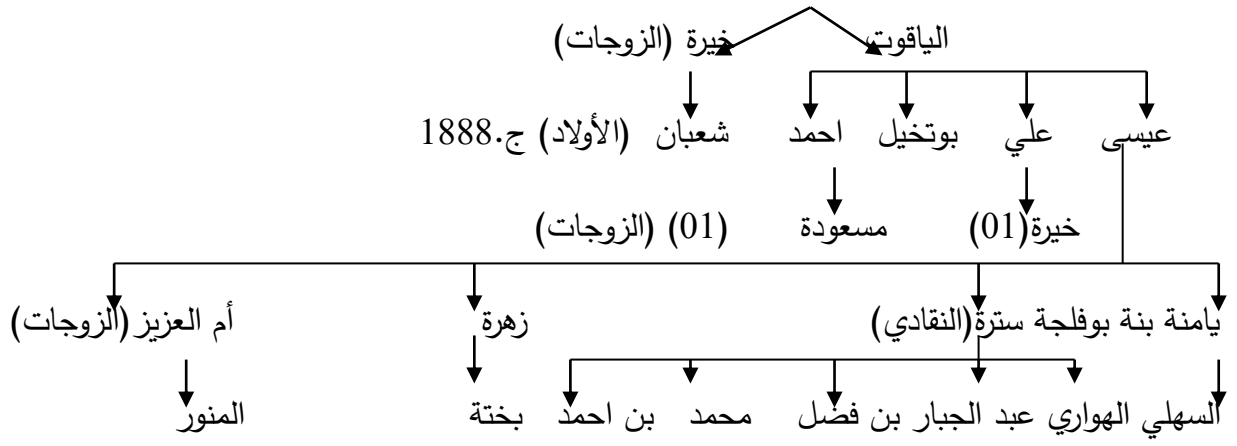 الياقوت خيرة (الزوجات)
عيسى علي بوتخيل احمد شعبان (الأولاد) ج.1888
خيرة(01) مسعودة (01) (الزوجات)
يامنة بنة بوفلجة سترة(النقادي) زهرة أم العزيز(الزوجات)
السهلي الهواري عبد الجبار بن فضل محمد بن احمد بختة المنور